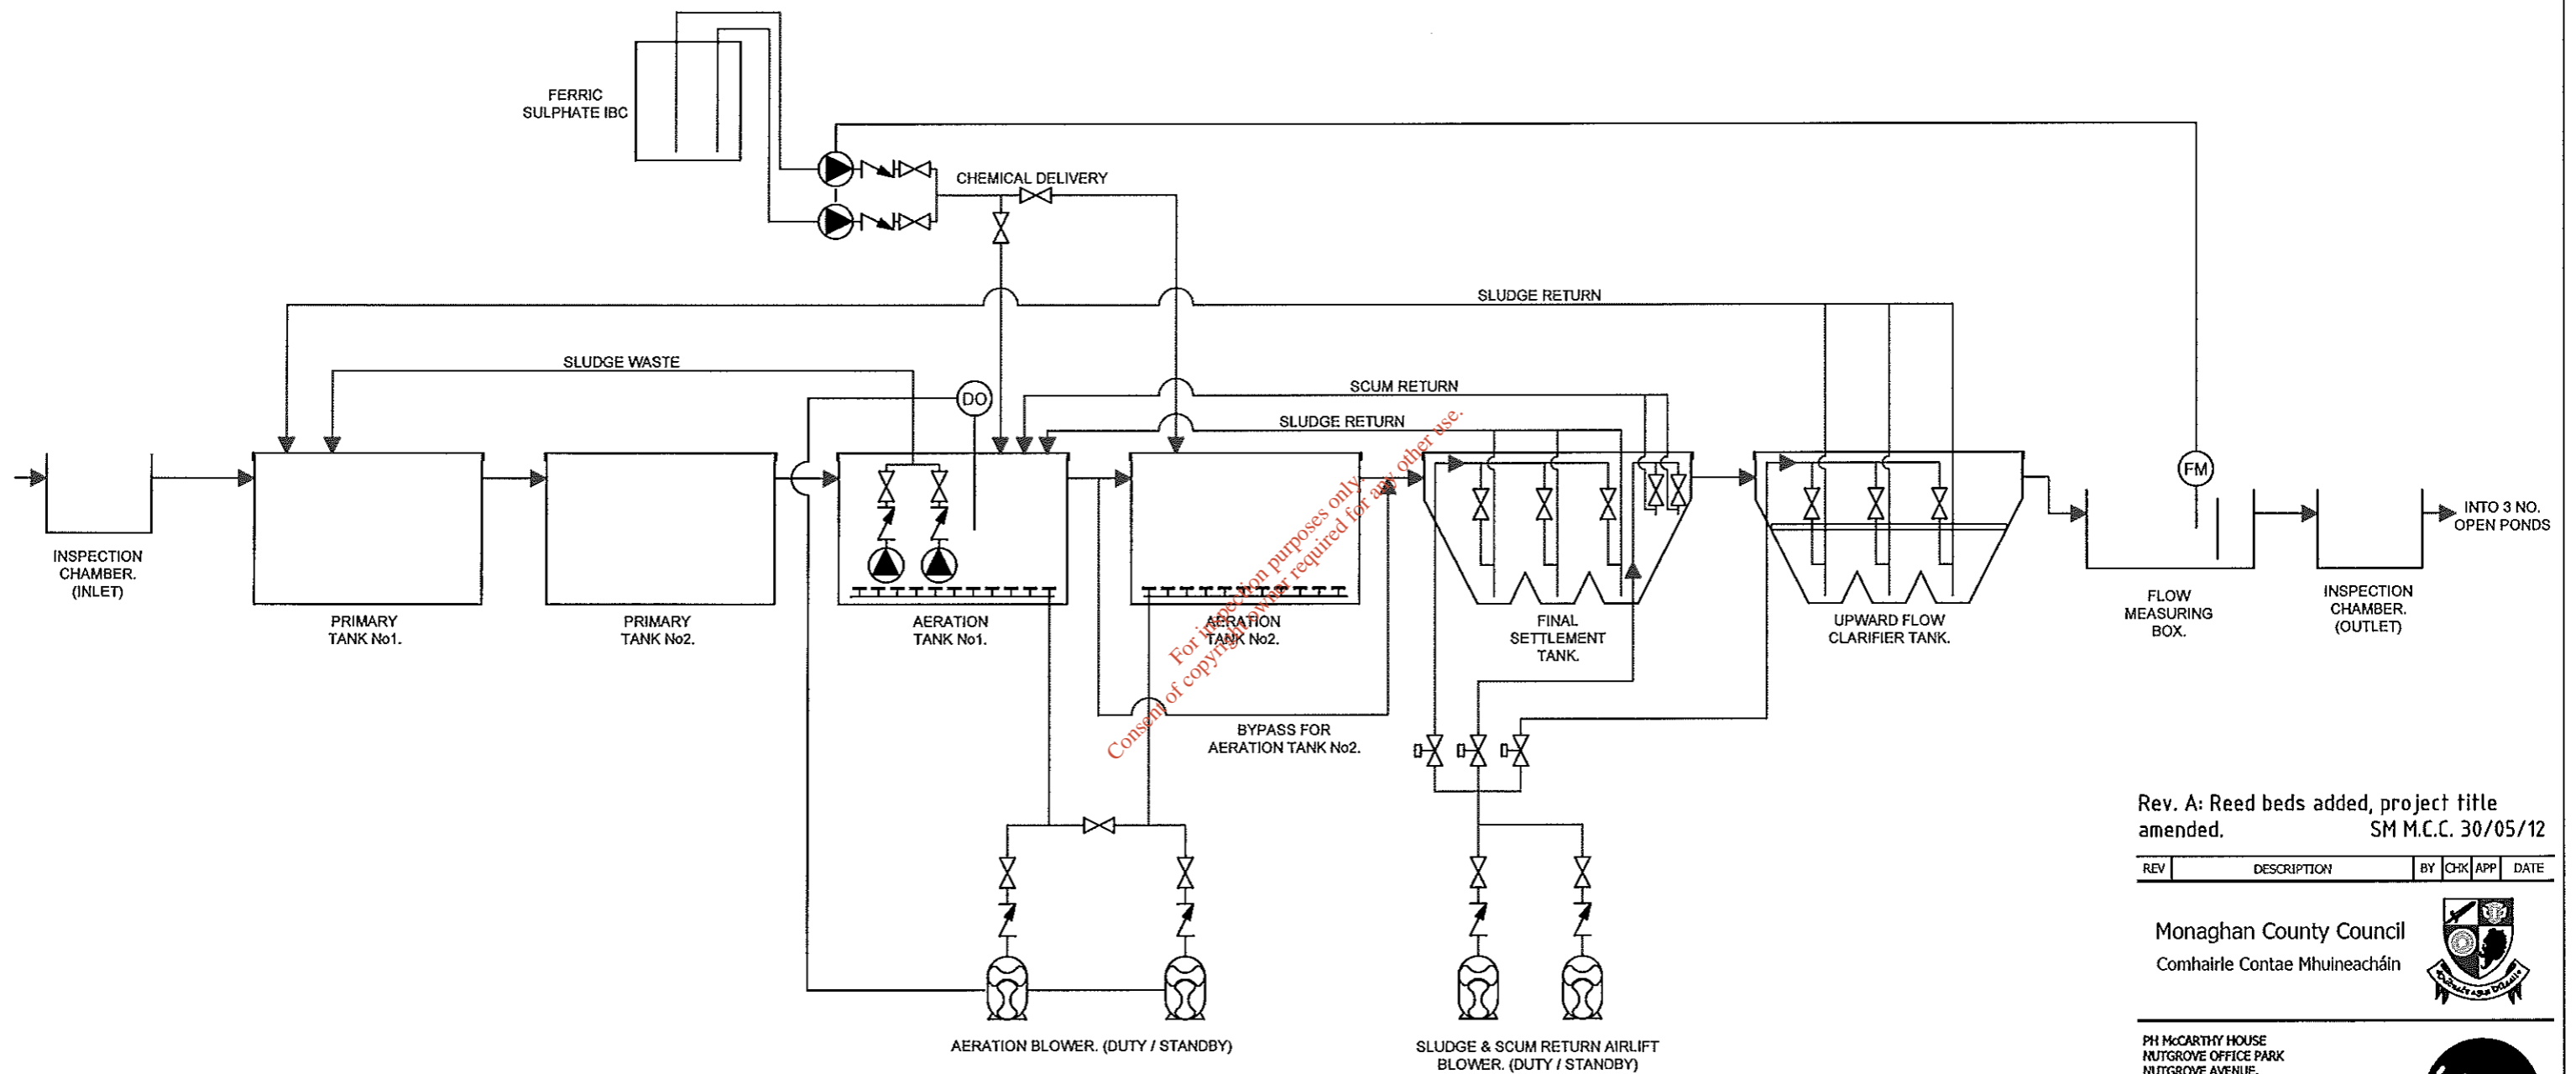 FERRIC
SULPHATE IBC
CHEMICAL DELIVERY
SLUDGE RETURN
SLUDGE WASTE
SCUM RETURN
SLUDGE RETURN
DO
FM
INTO 3 NO.
OPEN PONDS
INSPECTION
CHAMBER.
(INLET)
PRIMARY
TANK No1.
PRIMARY
TANK No2.
AERATION
TANK No1.
AERATION
TANK No2.
FINAL
SETTLEMENT
TANK.
UPWARD FLOW
CLARIFIER TANK.
FLOW
MEASURING
BOX.
INSPECTION
CHAMBER.
(OUTLET)
For inspection purposes only.
Consent of copyright owner required for any other use.
BYPASS FOR
AERATION TANK No2.
AERATION BLOWER. (DUTY / STANDBY)
SLUDGE & SCUM RETURN AIRLIFT
BLOWER. (DUTY / STANDBY)
Rev. A: Reed beds added, project title
amended. SM M.C.C. 30/05/12
REV DESCRIPTION BY CHK APP DATE
Monaghan County Council
Comhairle Contae Mhuineacháin
PH McCARTHY HOUSE
NUTGROVE OFFICE PARK
NUTGROVE AVENUE.